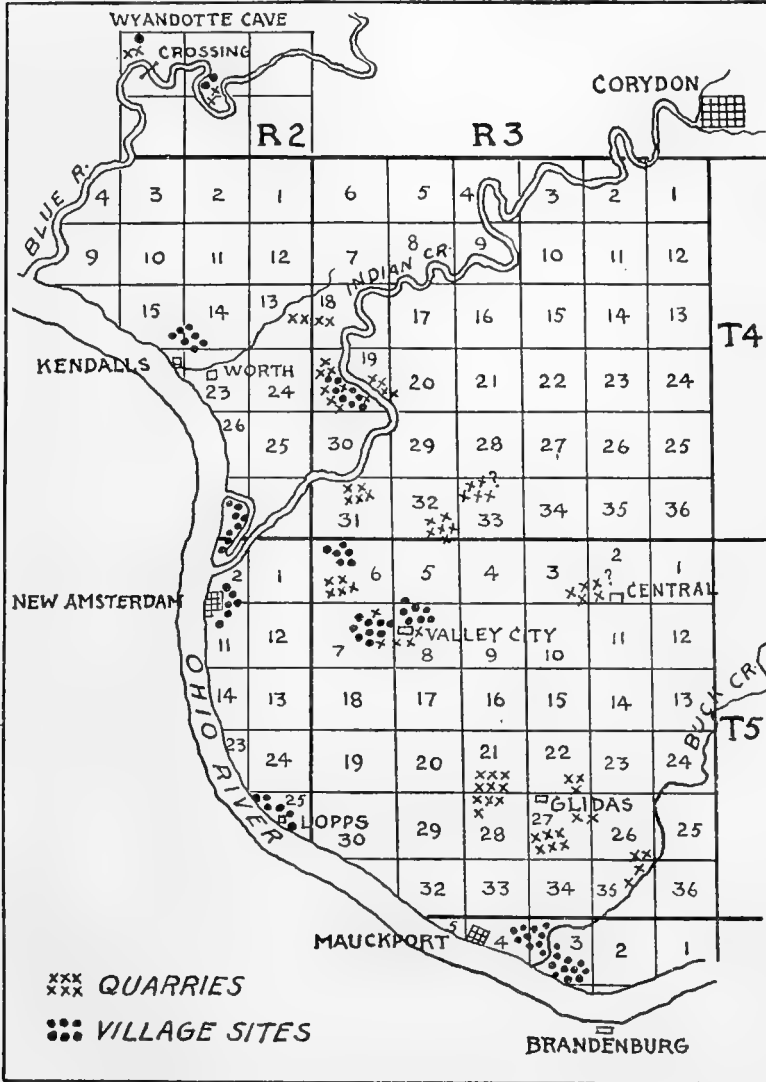 WYANDOTTE CAVE
CROSSING
CORYDON
R2 R3
BLUE R.
4 3 2 1 6 5 4 3 2 1
9 10 11 12 7 8 9 10 11 12
INDIAN CR.
15 14 13 18 17 16 15 14 13
T4
KENDALLS
WORTH
23 24 19 20 21 22 23 24
26 25 30 29 28 27 26 25
?
31 32 33 34 35 36
2 1 6 5 4 3 2 1
?
NEW AMSTERDAM
CENTRAL
11 12 7 8 9 10 11 12
VALLEY CITY
14 13 18 17 16 15 14 13
OHIO RIVER
BUCK CR.
T5
23 24 19 20 21 22 23 24
GLIDAS
25 30 29 28 27 26 25
LOPPS
32 33 34 35 36
MAUCKPORT
5 4 3 2 1
QUARRIES
VILLAGE SITES
BRANDENBURG